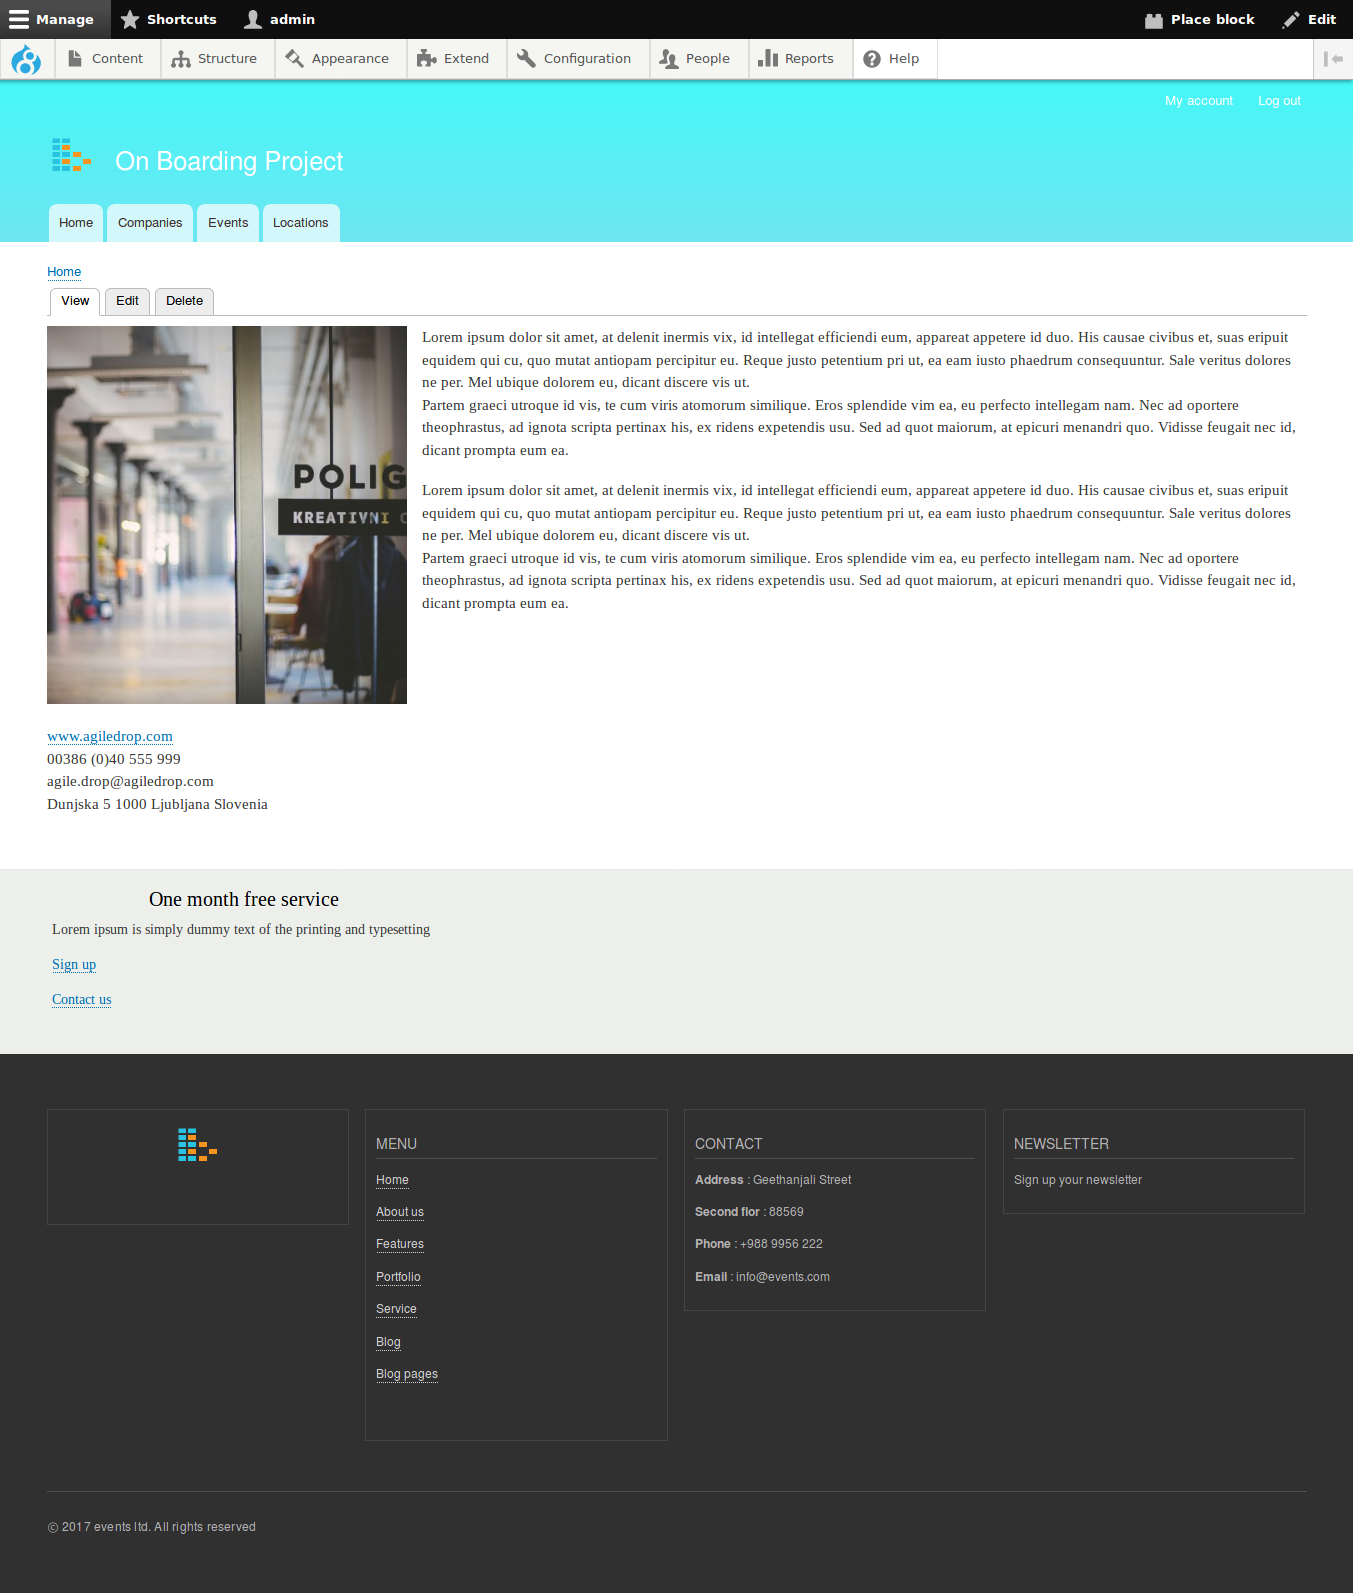 Manage Shortcuts admin Place block Edit
Content Structure Appearance Extend Configuration People Reports Help
My account Log out
On Boarding Project
Home Companies Events Locations
Home
View Edit Delete
POLIG
KREATIVNI C
Lorem ipsum dolor sit amet, at delenit inermis vix, id intellegat efficiendi eum, appareat appetere id duo. His causae civibus et, suas eripuit
equidem qui cu, quo mutat antiopam percipitur eu. Reque justo petentium pri ut, ea eam iusto phaedrum consequuntur. Sale veritus dolores
ne per. Mel ubique dolorem eu, dicant discere vis ut.
Partem graeci utroque id vis, te cum viris atomorum similique. Eros splendide vim ea, eu perfecto intellegam nam. Nec ad oportere
theophrastus, ad ignota scripta pertinax his, ex ridens expetendis usu. Sed ad quot maiorum, at epicuri menandri quo. Vidisse feugait nec id,
dicant prompta eum ea.
Lorem ipsum dolor sit amet, at delenit inermis vix, id intellegat efficiendi eum, appareat appetere id duo. His causae civibus et, suas eripuit
equidem qui cu, quo mutat antiopam percipitur eu. Reque justo petentium pri ut, ea eam iusto phaedrum consequuntur. Sale veritus dolores
ne per. Mel ubique dolorem eu, dicant discere vis ut.
Partem graeci utroque id vis, te cum viris atomorum similique. Eros splendide vim ea, eu perfecto intellegam nam. Nec ad oportere
theophrastus, ad ignota scripta pertinax his, ex ridens expetendis usu. Sed ad quot maiorum, at epicuri menandri quo. Vidisse feugait nec id,
dicant prompta eum ea.
www.agiledrop.com
00386 (0)40 555 999
agile.drop@agiledrop.com
Dunjska 5 1000 Ljubljana Slovenia
One month free service
Lorem ipsum is simply dummy text of the printing and typesetting
Sign up
Contact us
MENU
Home
About us
Features
Portfolio
Service
Blog
Blog pages
CONTACT
Address : Geethanjali Street
Second flor : 88569
Phone : +988 9956 222
Email : info@events.com
NEWSLETTER
Sign up your newsletter
© 2017 events ltd. All rights reserved